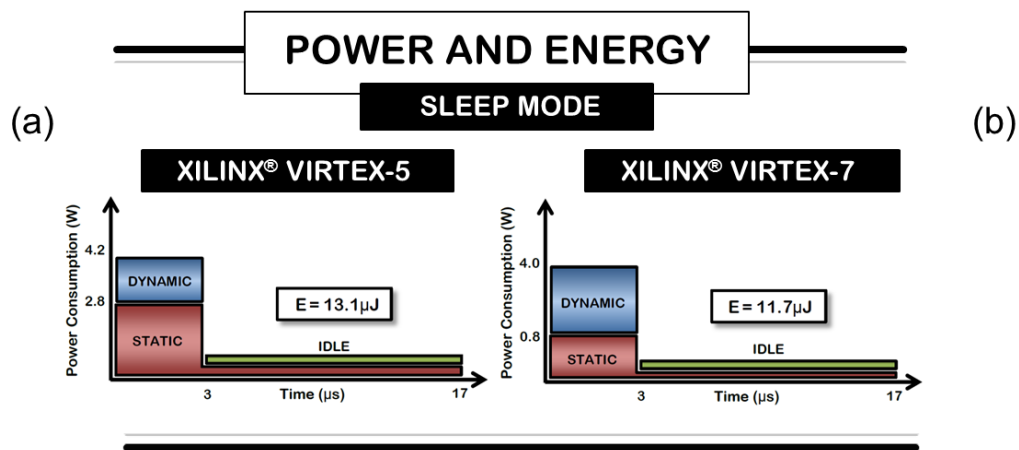 POWER AND ENERGY
SLEEP MODE
(a)
(b)
XILINX® VIRTEX-5
Power Consumption (W)
4.2
2.8
DYNAMIC
STATIC
E = 13.1µJ
IDLE
3
Time (µs)
17
XILINX® VIRTEX-7
Power Consumption (W)
4.0
0.8
DYNAMIC
STATIC
E = 11.7µJ
IDLE
3
Time (µs)
17